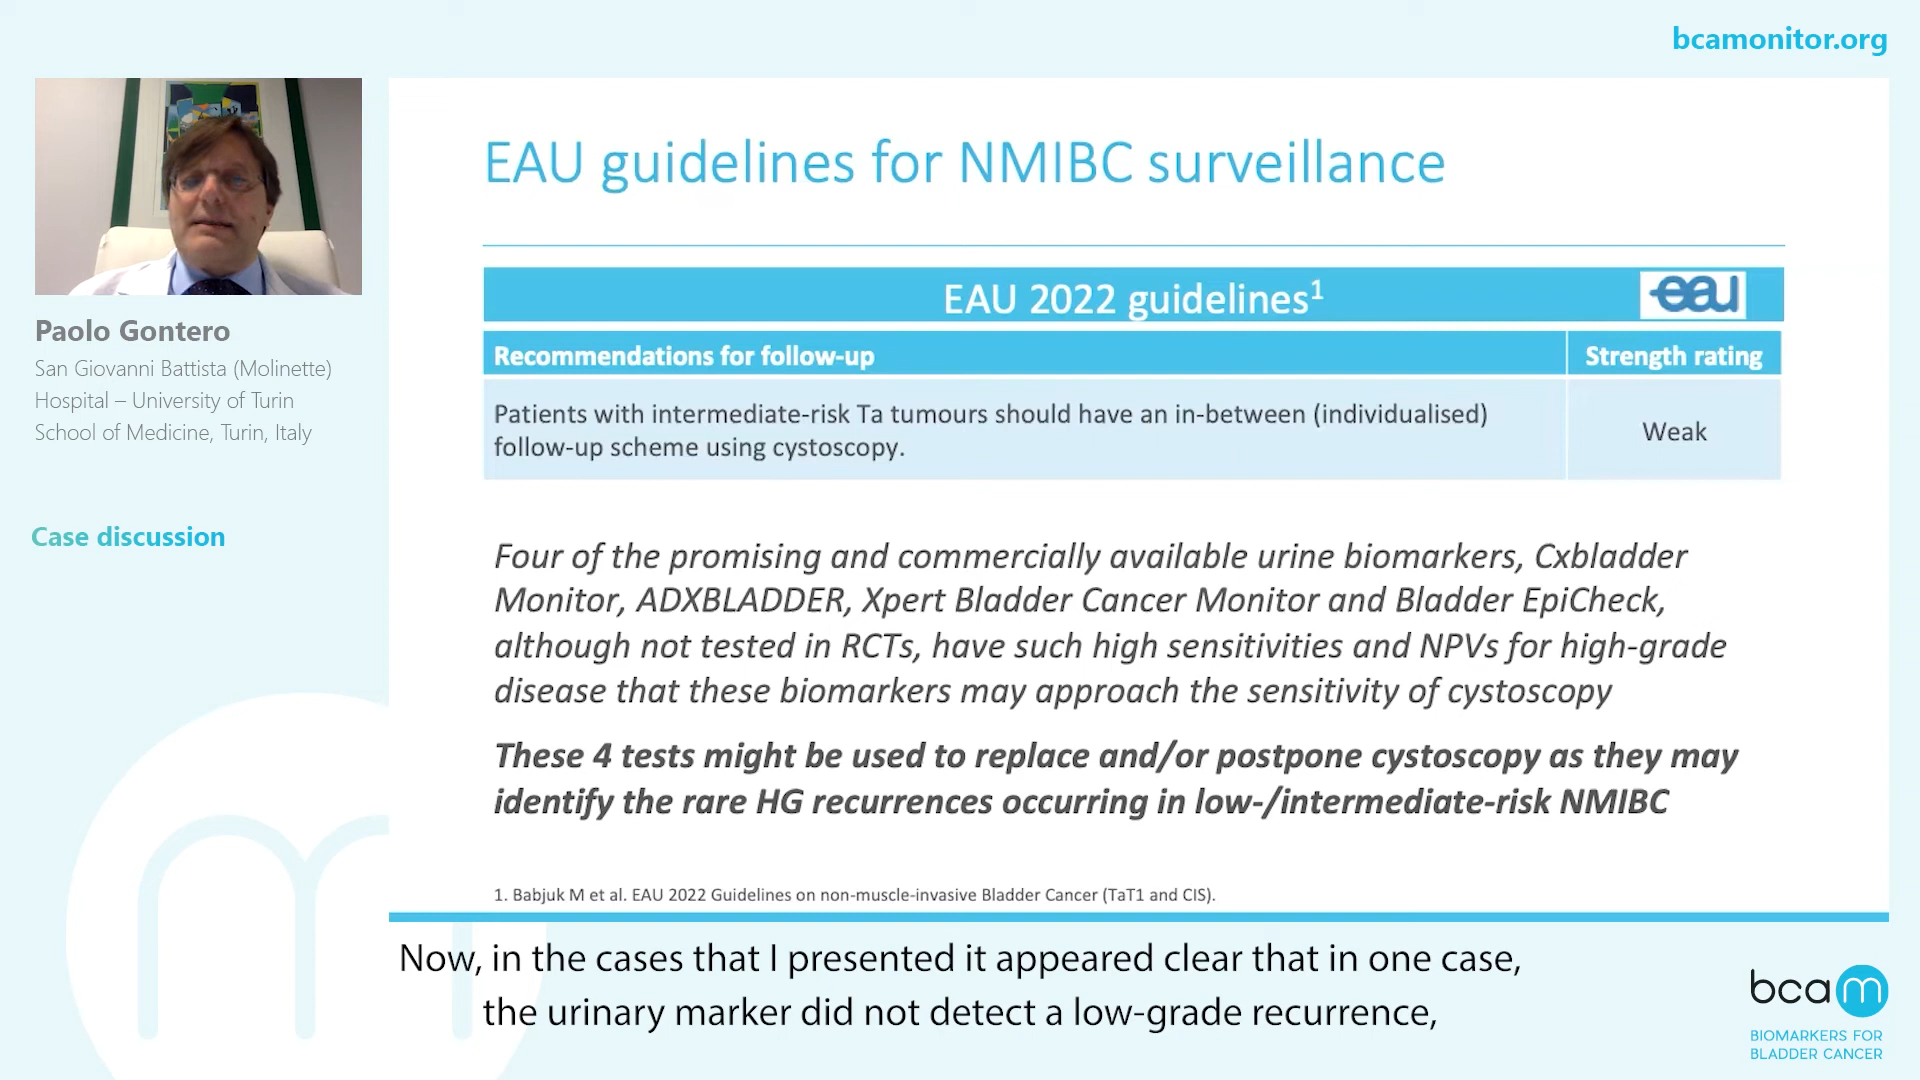 bcamonitor.org
Paolo Gontero
San Giovanni Battista (Molinette)
Hospital – University of Turin
School of Medicine, Turin, Italy
Case discussion
EAU guidelines for NMIBC surveillance
EAU 2022 guidelines¹
eau
Recommendations for follow-up
Strength rating
Patients with intermediate-risk Ta tumours should have an in-between (individualised)
follow-up scheme using cystoscopy.
Weak
Four of the promising and commercially available urine biomarkers, Cxbladder
Monitor, ADXBLADDER, Xpert Bladder Cancer Monitor and Bladder EpiCheck,
although not tested in RCTs, have such high sensitivities and NPVs for high-grade
disease that these biomarkers may approach the sensitivity of cystoscopy
These 4 tests might be used to replace and/or postpone cystoscopy as they may
identify the rare HG recurrences occurring in low-/intermediate-risk NMIBC
1. Babjuk M et al. EAU 2022 Guidelines on non-muscle-invasive Bladder Cancer (TaT1 and CIS).
Now, in the cases that I presented it appeared clear that in one case,
the urinary marker did not detect a low-grade recurrence,
bcam
BIOMARKERS FOR
BLADDER CANCER